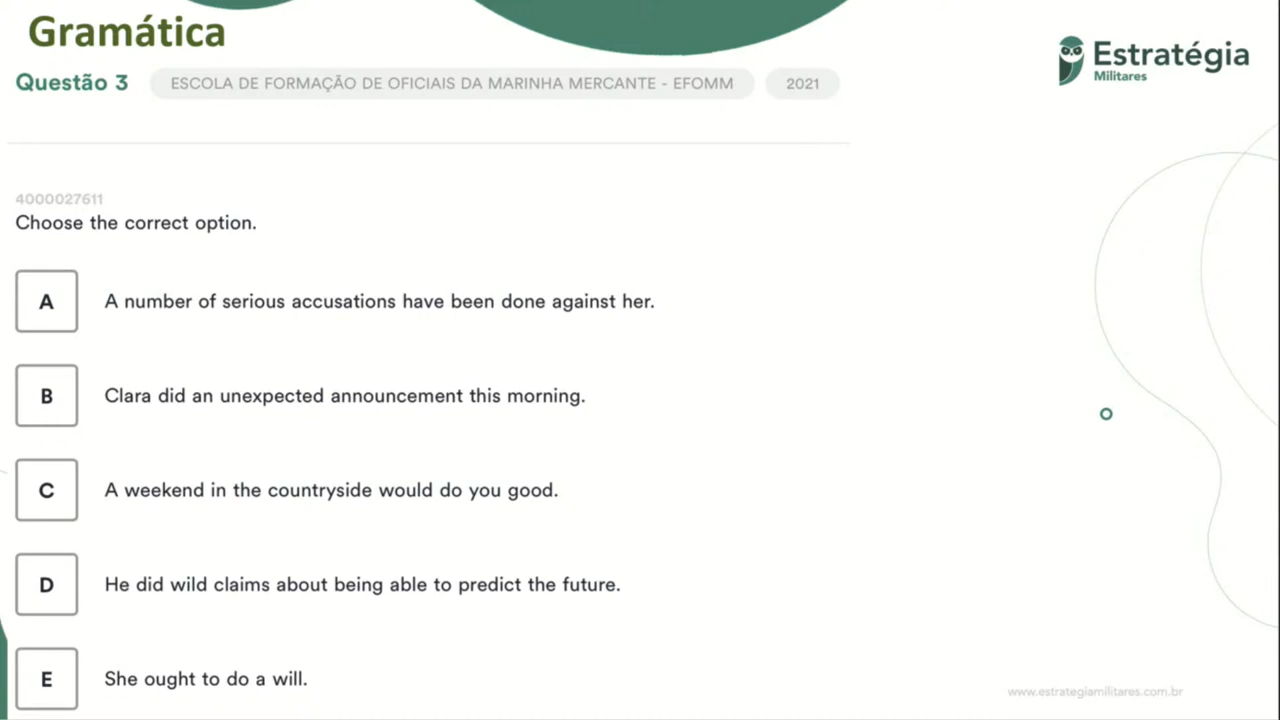 Gramática
Estratégia
Militares
Questão 3 ESCOLA DE FORMAÇÃO DE OFICIAIS DA MARINHA MERCANTE - EFOMM 2021
4000027611
Choose the correct option.
A A number of serious accusations have been done against her.
B Clara did an unexpected announcement this morning.
C A weekend in the countryside would do you good.
D He did wild claims about being able to predict the future.
E She ought to do a will.
www.estrategiamilitares.com.br